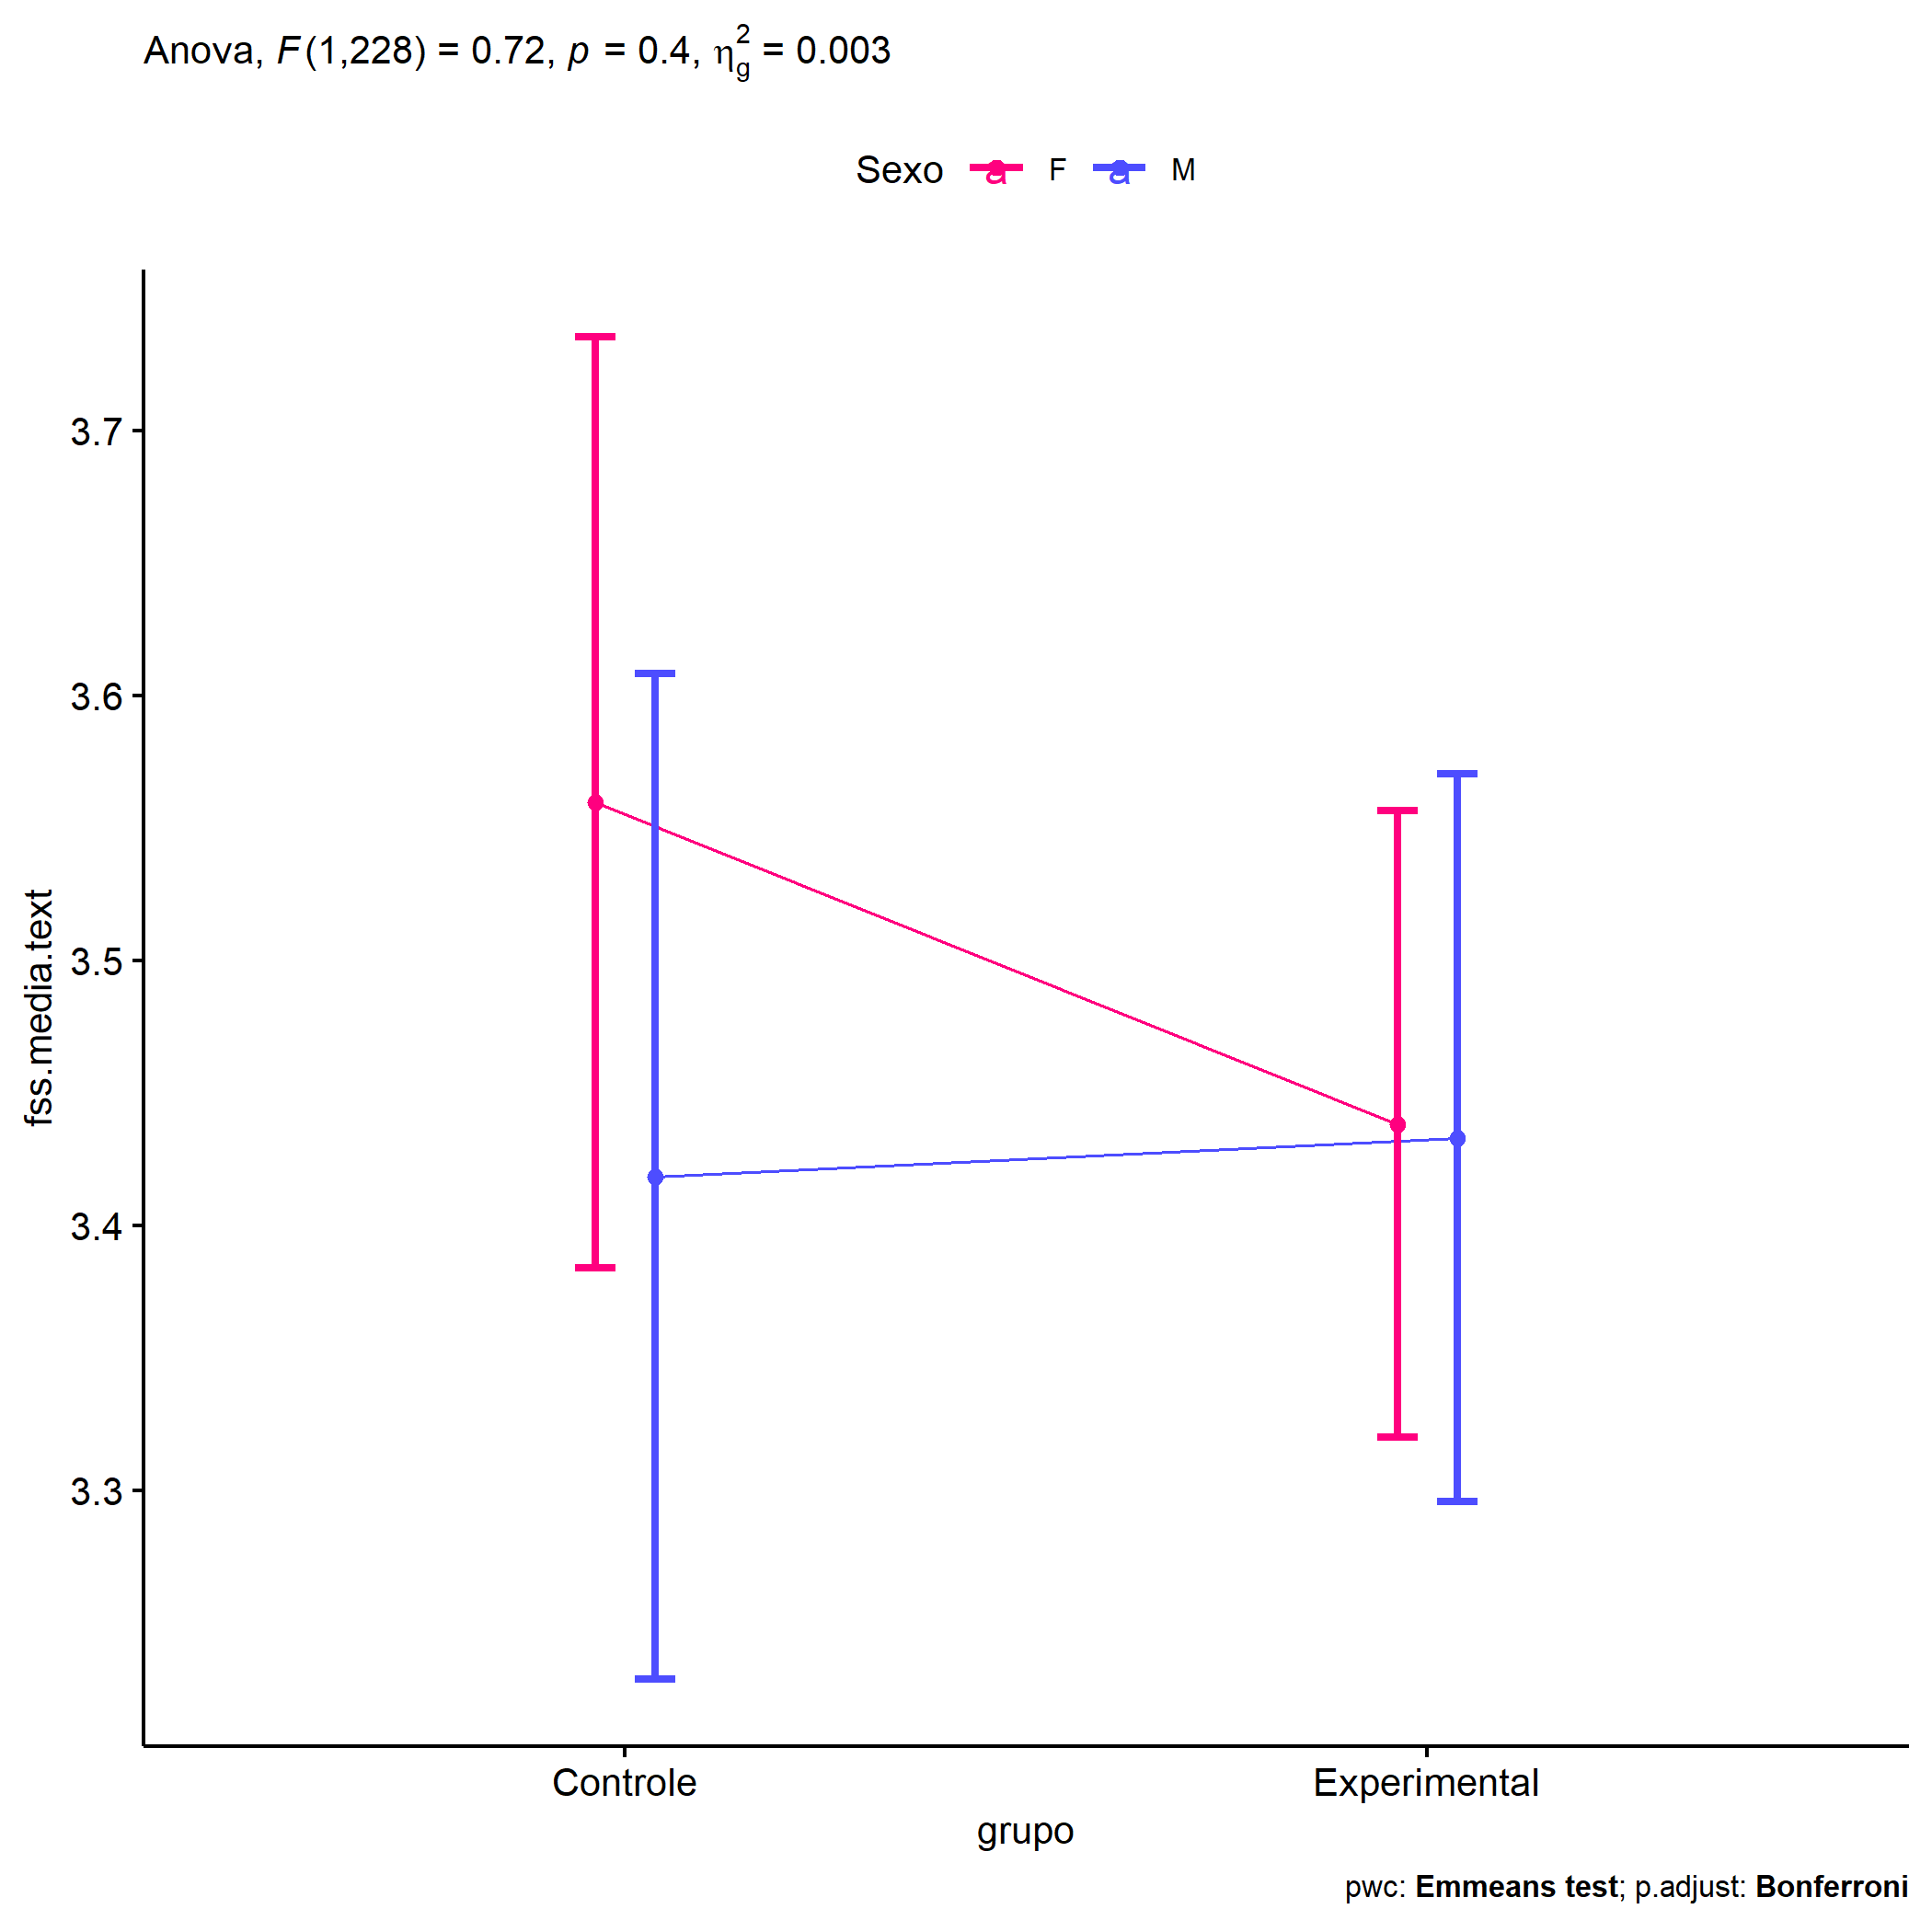 Anova, F(1,228) = 0.72, p = 0.4, η²g = 0.003
Sexo a F a M
3.7
3.6
3.5
3.4
3.3
fss.media.text
Controle Experimental
grupo
pwc: Emmeans test; p.adjust: Bonferroni